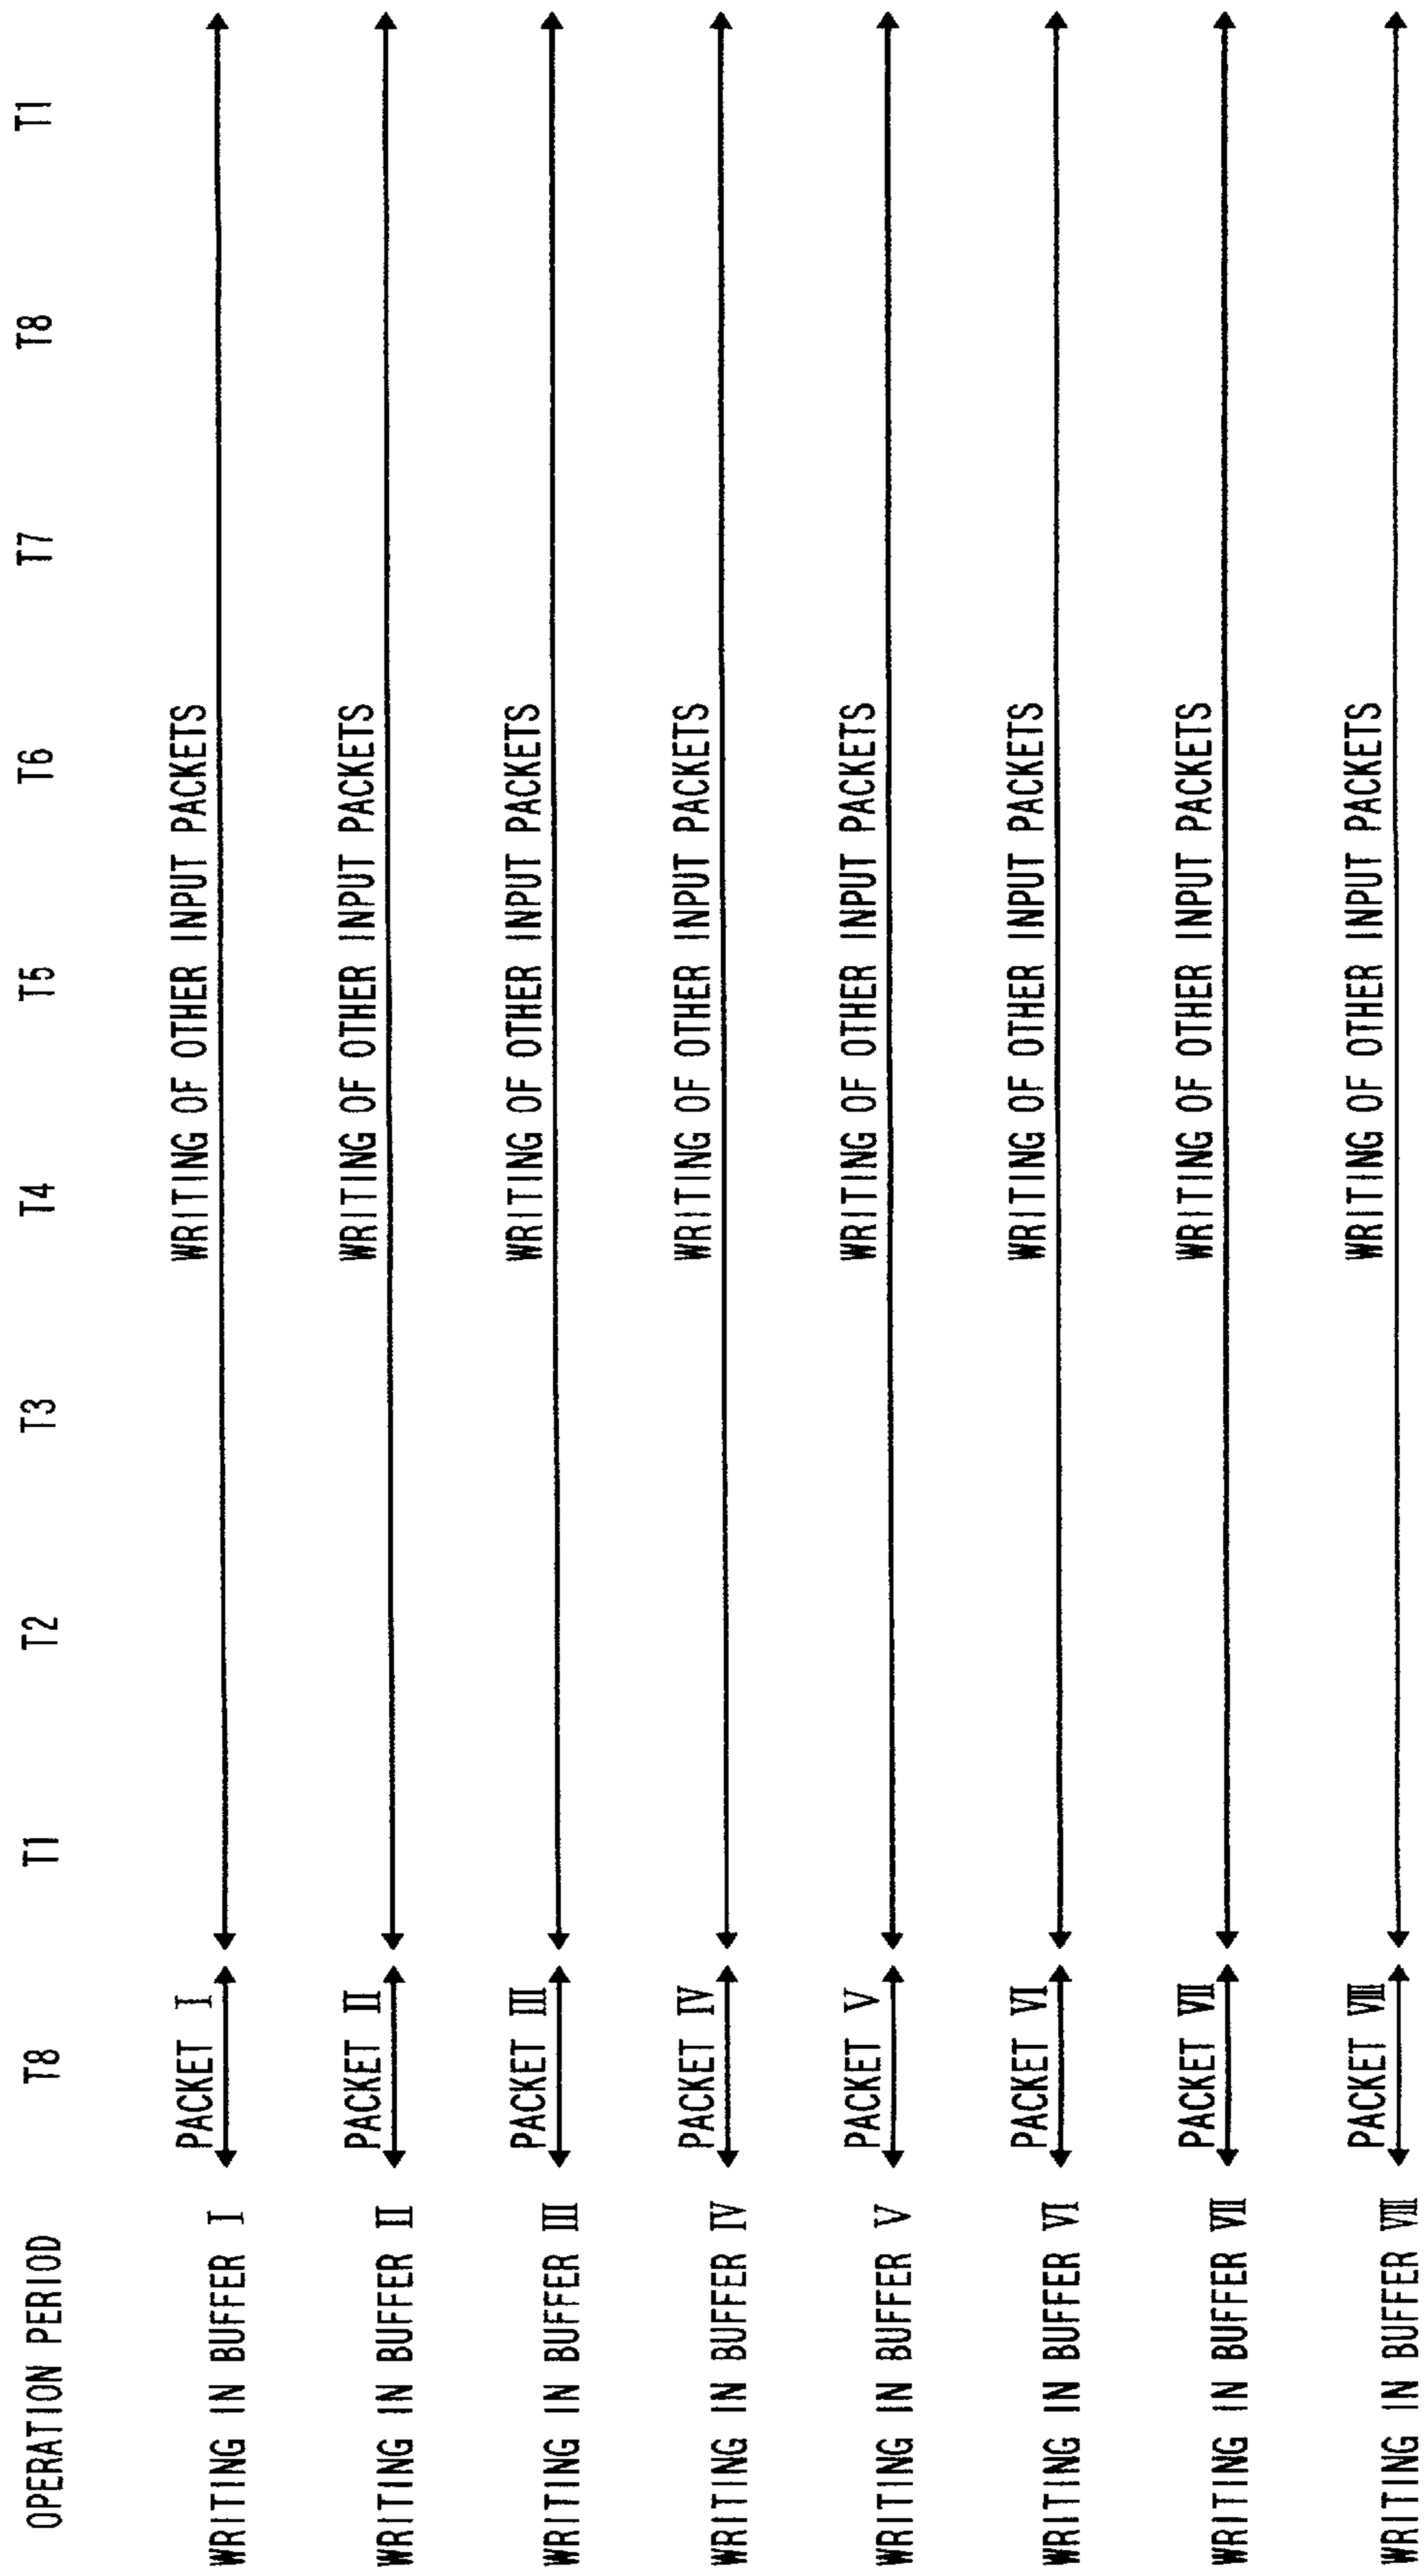 OPERATION PERIOD T8 T1 T2 T3 T4 T5 T6 T7 T8 T1
WRITING IN BUFFER I PACKET I WRITING OF OTHER INPUT PACKETS
WRITING IN BUFFER II PACKET II WRITING OF OTHER INPUT PACKETS
WRITING IN BUFFER III PACKET III WRITING OF OTHER INPUT PACKETS
WRITING IN BUFFER IV PACKET IV WRITING OF OTHER INPUT PACKETS
WRITING IN BUFFER V PACKET V WRITING OF OTHER INPUT PACKETS
WRITING IN BUFFER VI PACKET VI WRITING OF OTHER INPUT PACKETS
WRITING IN BUFFER VII PACKET VII WRITING OF OTHER INPUT PACKETS
WRITING IN BUFFER VIII PACKET VIII WRITING OF OTHER INPUT PACKETS